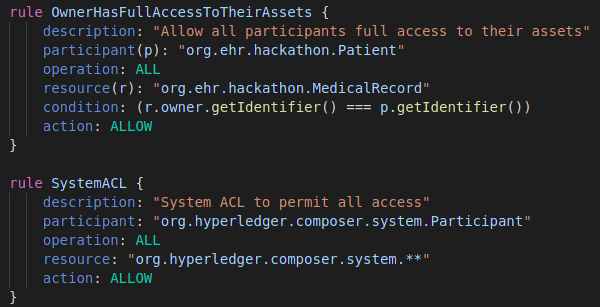 rule OwnerHasFullAccessToTheirAssets {
    description: "Allow all participants full access to their assets"
    participant(p): "org.ehr.hackathon.Patient"
    operation: ALL
    resource(r): "org.ehr.hackathon.MedicalRecord"
    condition: (r.owner.getIdentifier() === p.getIdentifier())
    action: ALLOW
}

rule SystemACL {
    description: "System ACL to permit all access"
    participant: "org.hyperledger.composer.system.Participant"
    operation: ALL
    resource: "org.hyperledger.composer.system.**"
    action: ALLOW
}